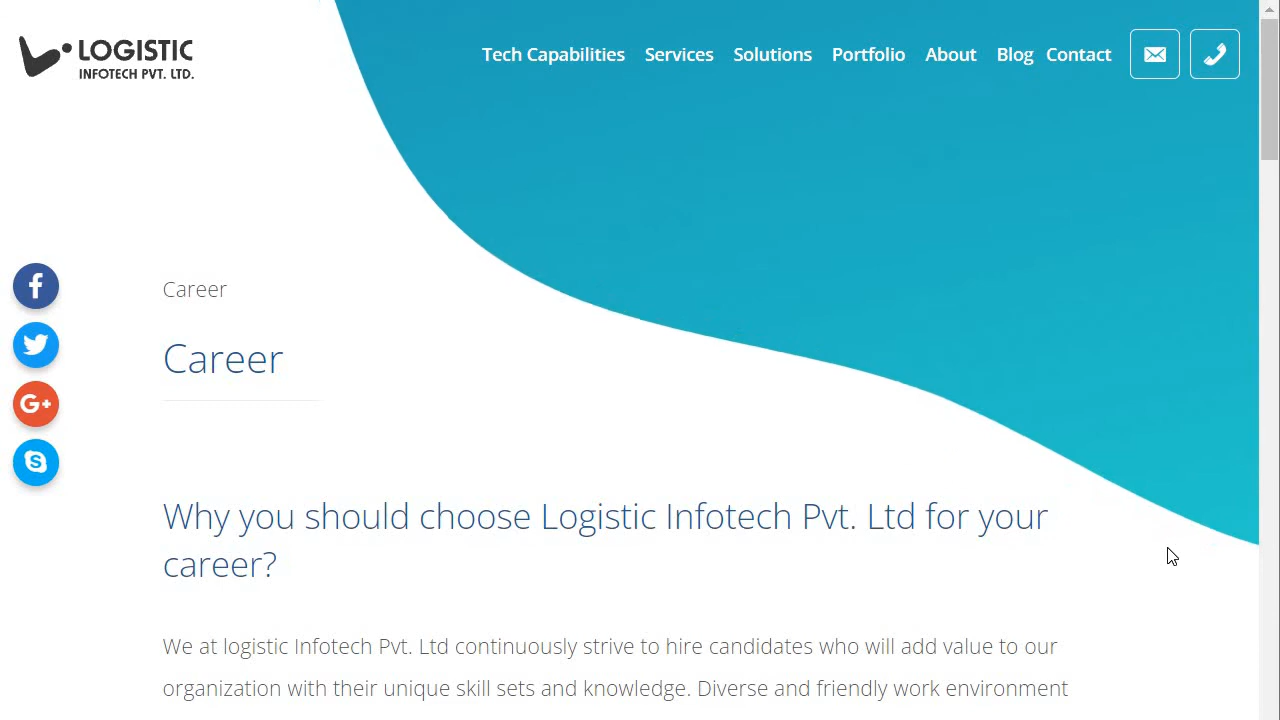 LOGISTIC
INFOTECH PVT. LTD.
Tech Capabilities Services Solutions Portfolio About Blog Contact
Career
Career
Why you should choose Logistic Infotech Pvt. Ltd for your
career?
We at logistic Infotech Pvt. Ltd continuously strive to hire candidates who will add value to our
organization with their unique skill sets and knowledge. Diverse and friendly work environment